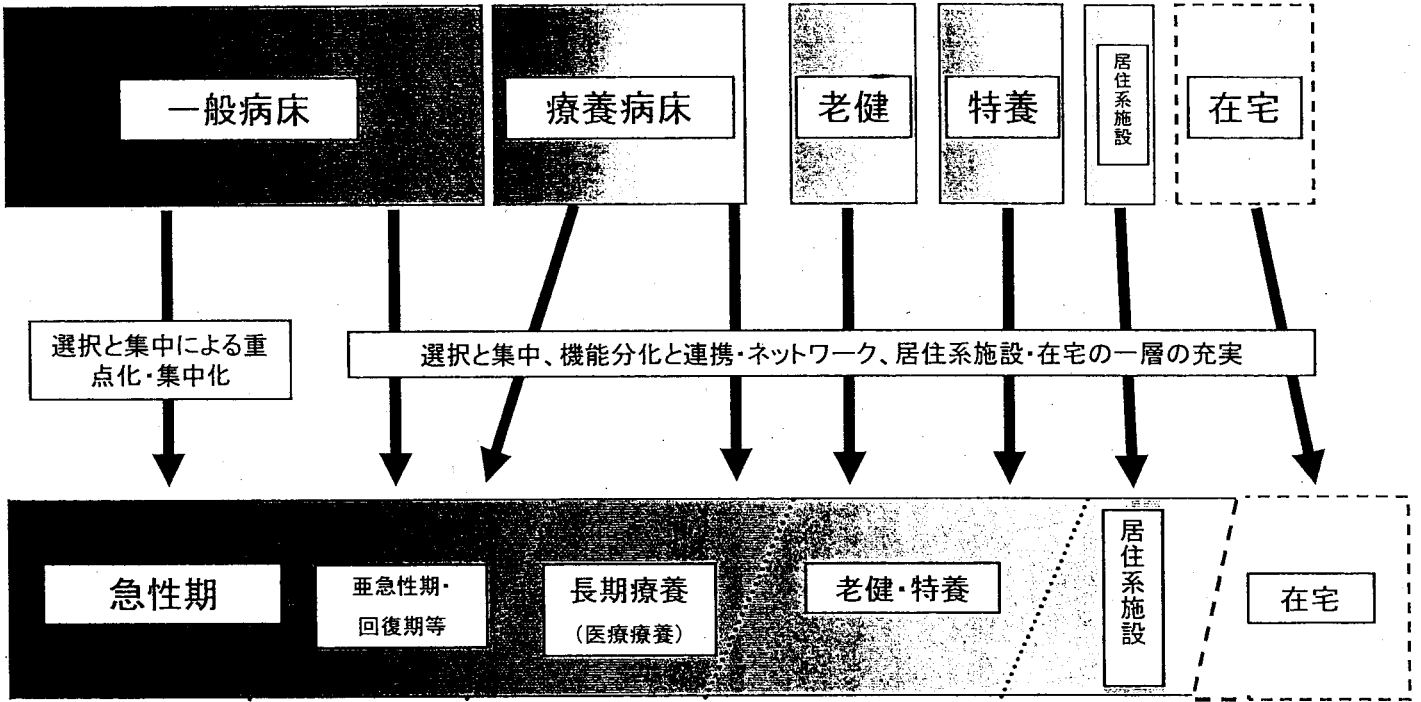 一般病床
療養病床
老健
特養
居住系施設
在宅
選択と集中による重
点化・集中化
選択と集中、機能分化と連携・ネットワーク、居住系施設・在宅の一層の充実
急性期
亜急性期・
回復期等
長期療養
(医療療養)
老健・特養
居住系施設
在宅